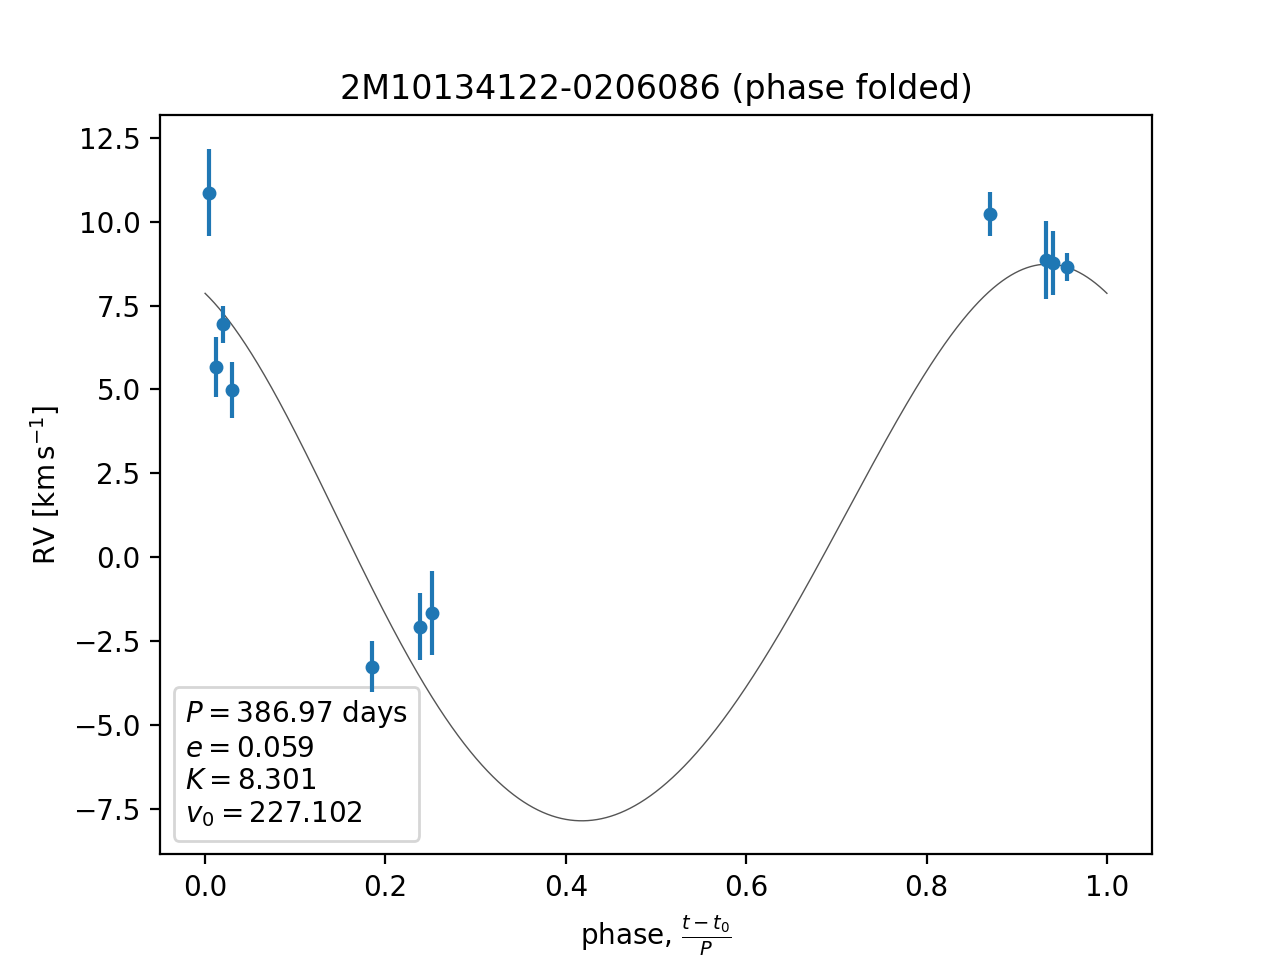 2M10134122-0206086 (phase folded)
12.5
10.0
7.5
5.0
2.5
0.0
−2.5
−5.0
−7.5
RV [km s⁻¹]
P = 386.97 days
e = 0.059
K = 8.301
v₀ = 227.102
0.0 0.2 0.4 0.6 0.8 1.0
phase, (t − t₀)/P